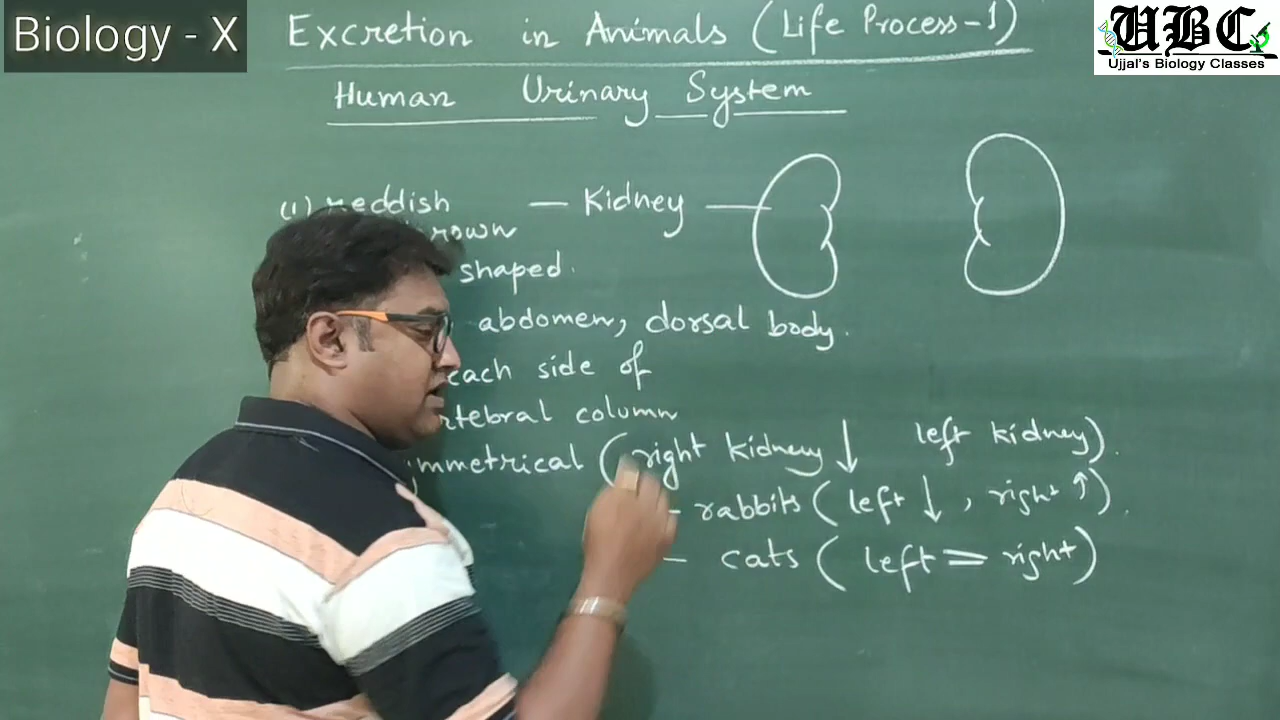 Biology - X
Excretion in Animals (Life Process-1)
UBC
Ujjal's Biology Classes
Human Urinary System
(1) reddish — Kidney —
rown
shaped.
abdomen, dorsal body.
each side of
rtebral column
mmetrical (right kidney ↓ left kidney).
- rabbits (left ↓, right ↑).
- cats (left = right)